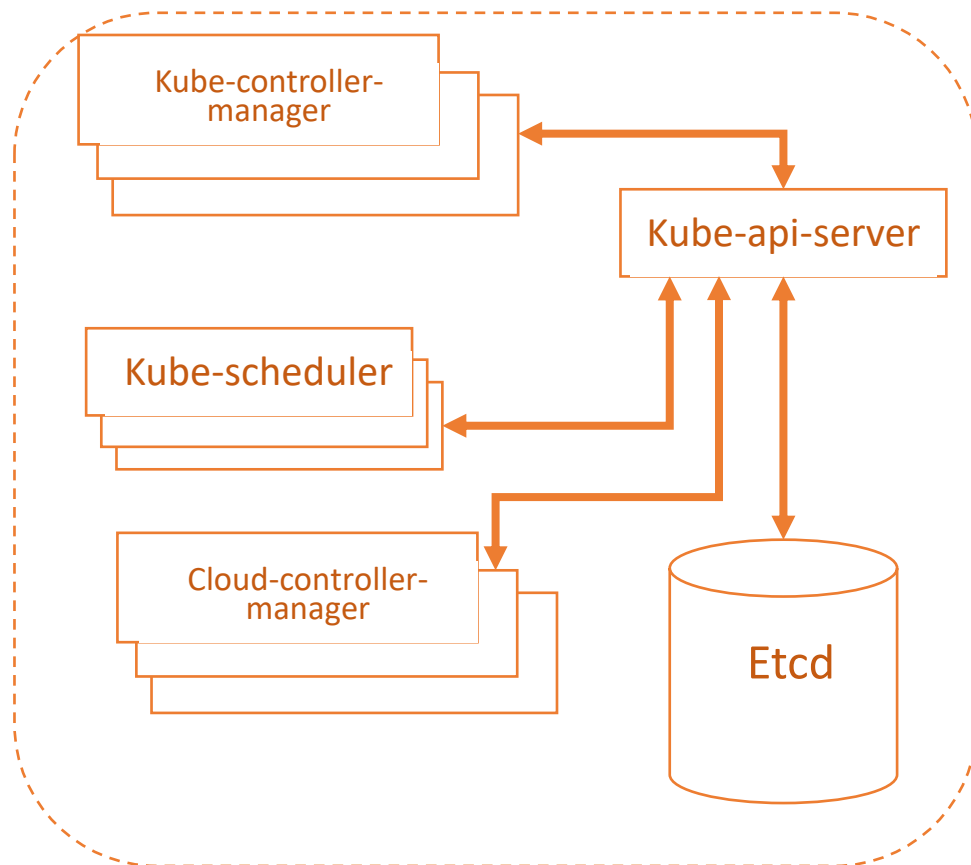 Kube-controller-
manager
Kube-api-server
Kube-scheduler
Cloud-controller-
manager
Etcd